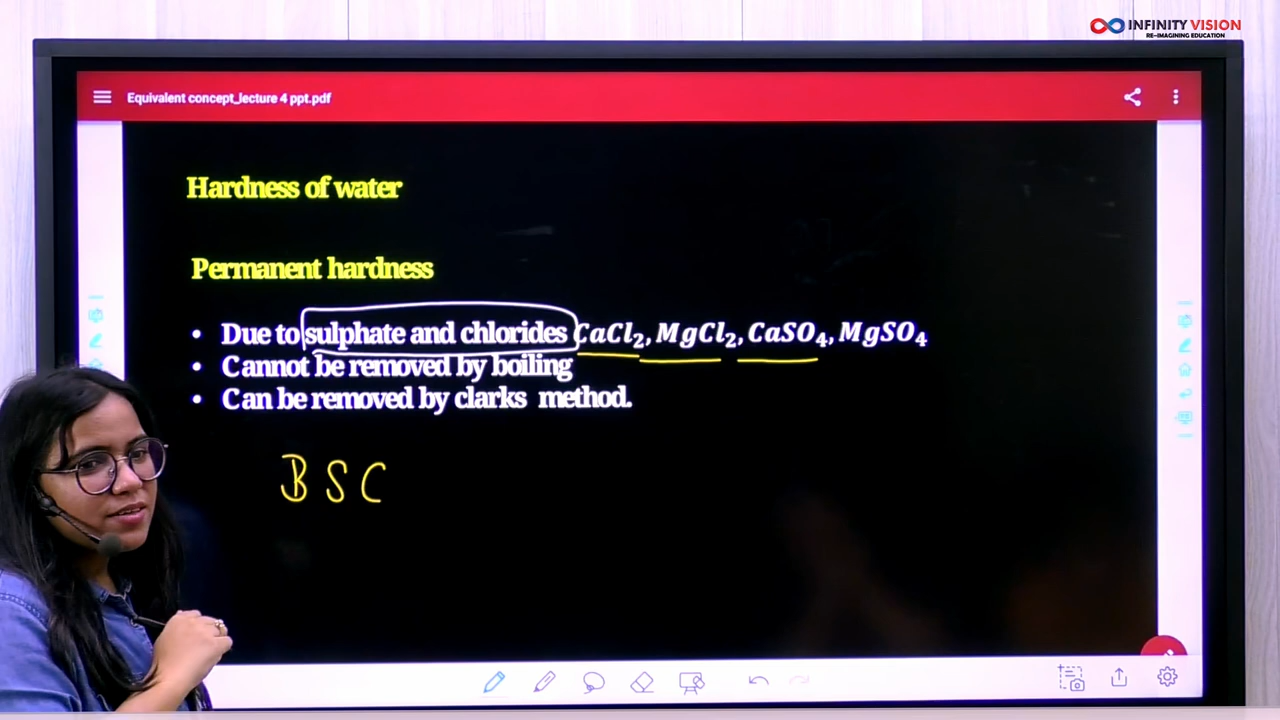 INFINITY VISION
RE-IMAGINING EDUCATION
Equivalent concept_lecture 4 ppt.pdf
Hardness of water
Permanent hardness
• Due to sulphate and chlorides CaCl₂, MgCl₂, CaSO₄, MgSO₄
• Cannot be removed by boiling
• Can be removed by clarks method.
BSC